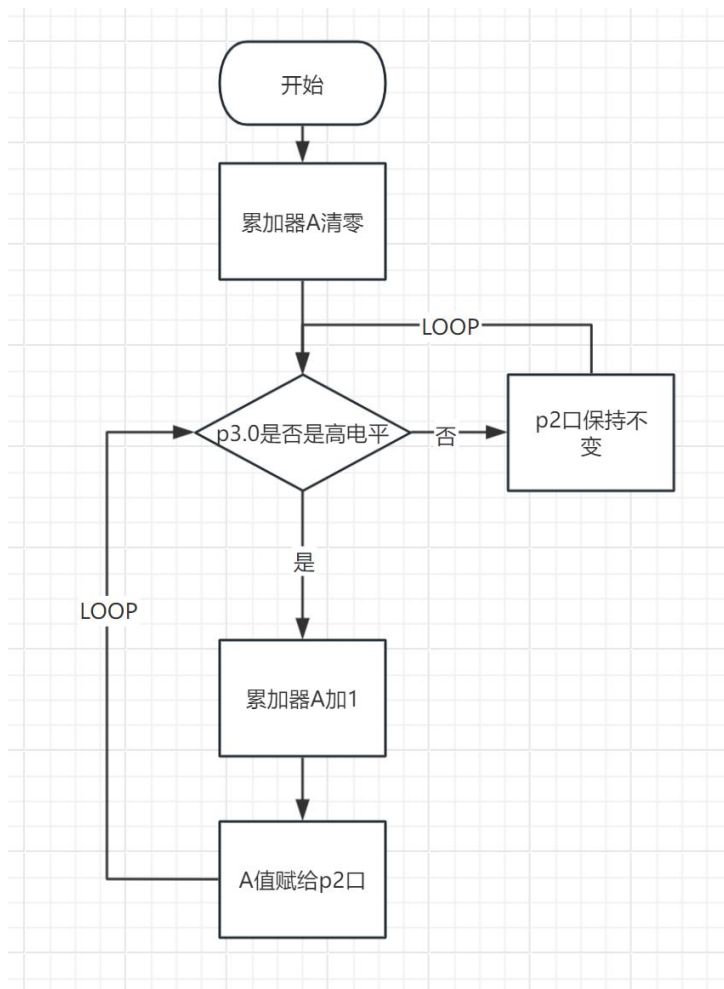 开始
累加器A清零
LOOP
p3.0是否是高电平
否
p2口保持不
变
是
LOOP
累加器A加1
A值赋给p2口